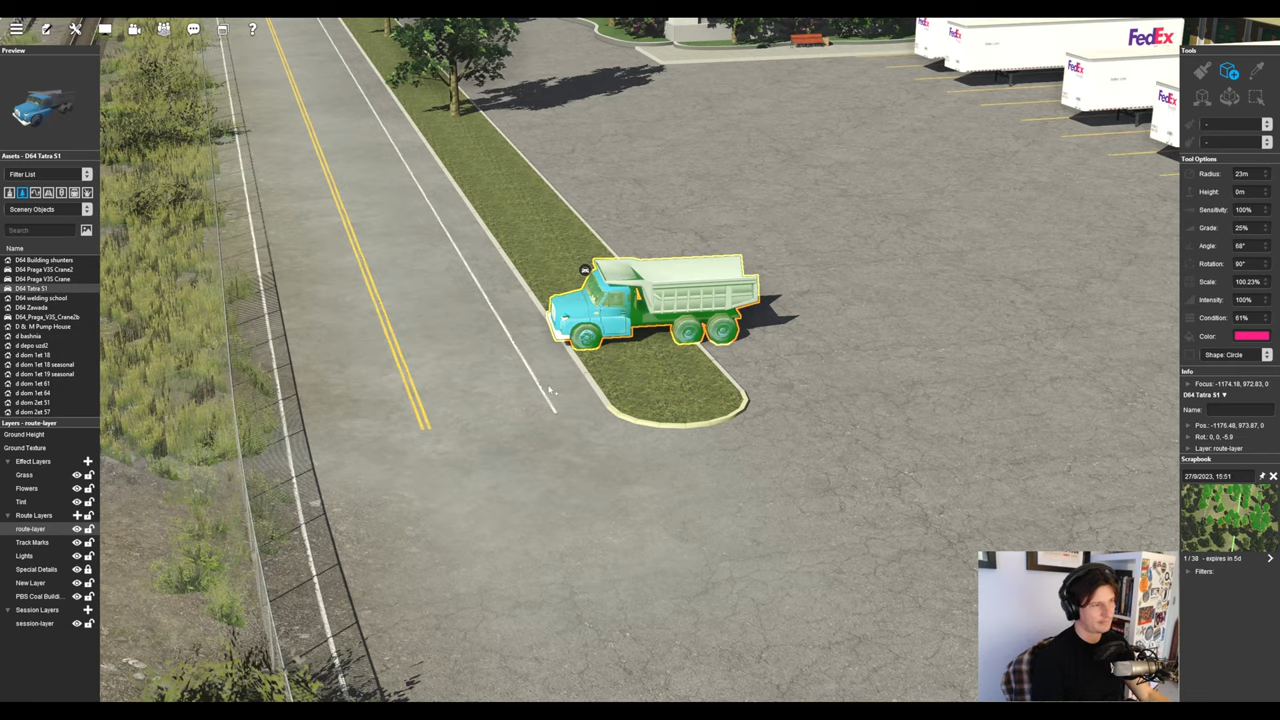 Preview
Assets - D64 Tatra S1
Filter List
Scenery Objects
Search
Name
D64 Building shunters
D64 Praga V3S Crane2
D64 Praga V3S Crane
D64 Tatra S1
D64 welding school
D64 Zawada
D64_Praga_V3S_Crane2b
D & M Pump House
d bashnia
d depo uzd2
d dom 1et 18
d dom 18 seasonal
d dom 19 seasonal
d dom 1et 61
d dom 1et 64
d dom 2et 51
d dom 2et 57
Layers - route-layer
Ground Height
Ground Texture
Effect Layers
Grass
Flowers
Tint
Route Layers
route-layer
Track Marks
Lights
Special Details
New Layer
PBS Coal Buildi...
Session Layers
session-layer
?
FedEx
FedEx
FedEx
FedEx
FedEx
Tools
-
-
Tool Options
Radius: 23m
Height: 0m
Sensitivity: 100%
Grade: 25%
Angle: 68°
Rotation: 90°
Scale: 100.23%
Intensity: 100%
Condition: 61%
Color:
Shape: Circle
Info
Focus: -1174.18, 972.83, 0
D64 Tatra S1
Name:
Pos.: -1176.48, 973.87, 0
Rot.: 0, 0, -5.9
Layer: route-layer
Scrapbook
27/9/2023, 15:51
1 / 38 - expires in 5d
Filters: